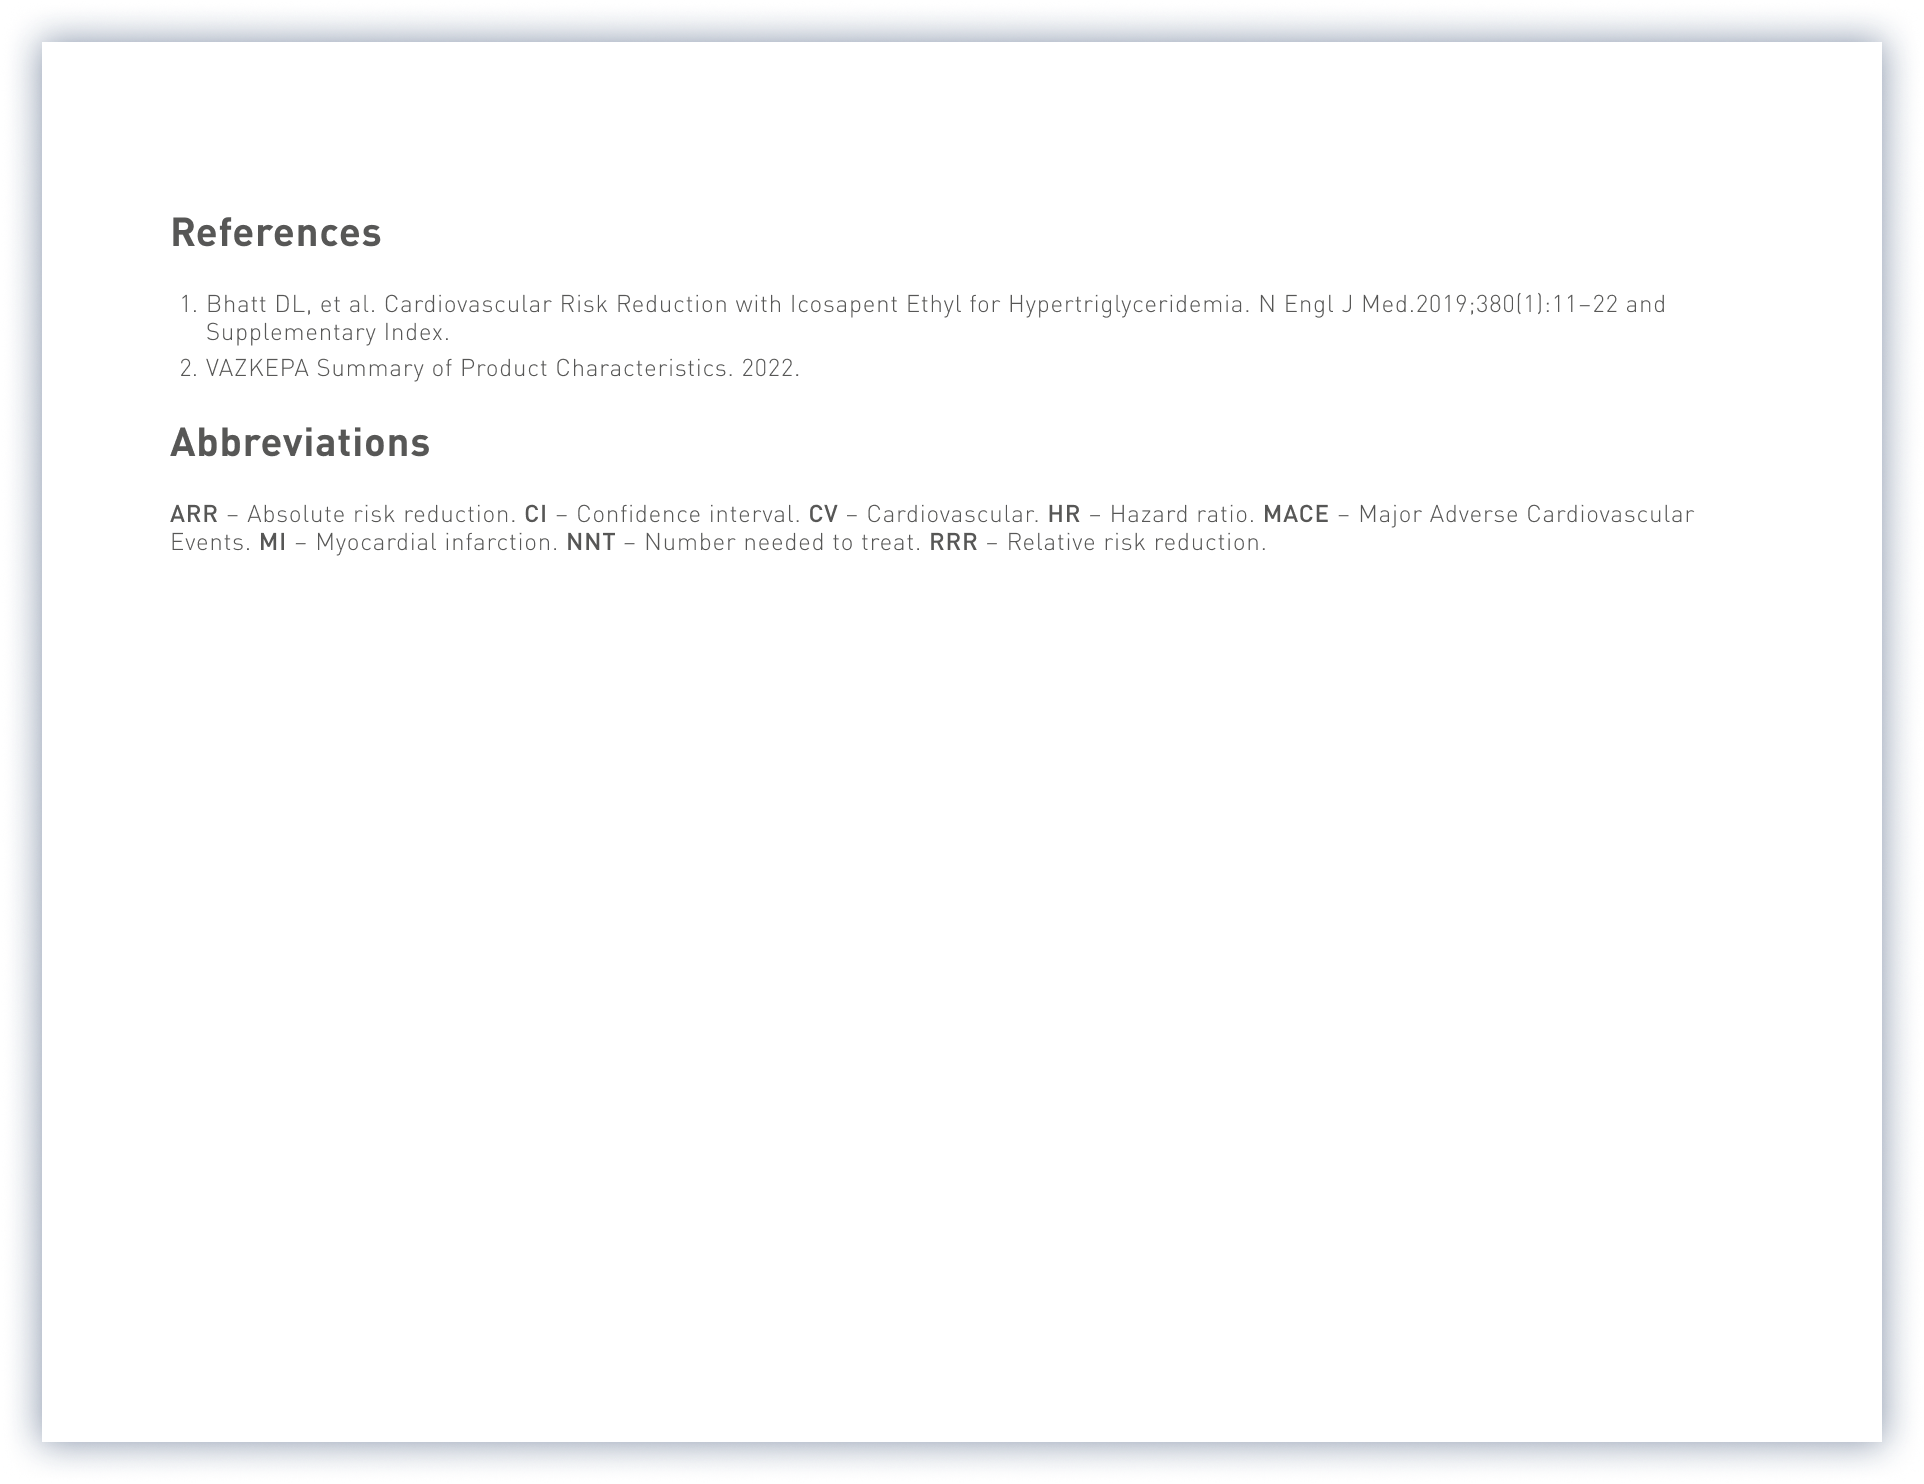 References
1. Bhatt DL, et al. Cardiovascular Risk Reduction with Icosapent Ethyl for Hypertriglyceridemia. N Engl J Med.2019;380(1):11–22 and
Supplementary Index.
2. VAZKEPA Summary of Product Characteristics. 2022.
Abbreviations
ARR – Absolute risk reduction. CI – Confidence interval. CV – Cardiovascular. HR – Hazard ratio. MACE – Major Adverse Cardiovascular
Events. MI – Myocardial infarction. NNT – Number needed to treat. RRR – Relative risk reduction.